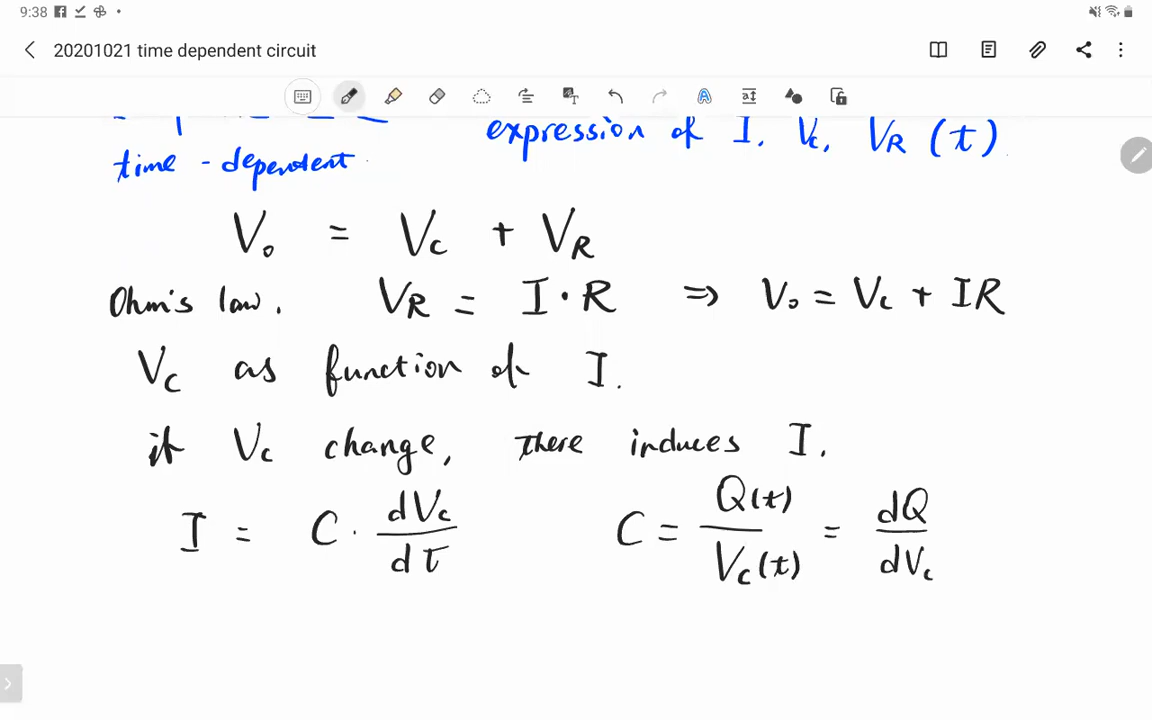 9:38
20201021 time dependent circuit
expression of I, Vc, VR (t)
time - dependent
V₀ = Vc + VR
Ohm's law. VR = I · R ⇒ V₀ = Vc + IR
Vc as function of I.
if Vc change, There induces I.
I = C · dVc/dt C = Q(t)/Vc(t) = dQ/dVc